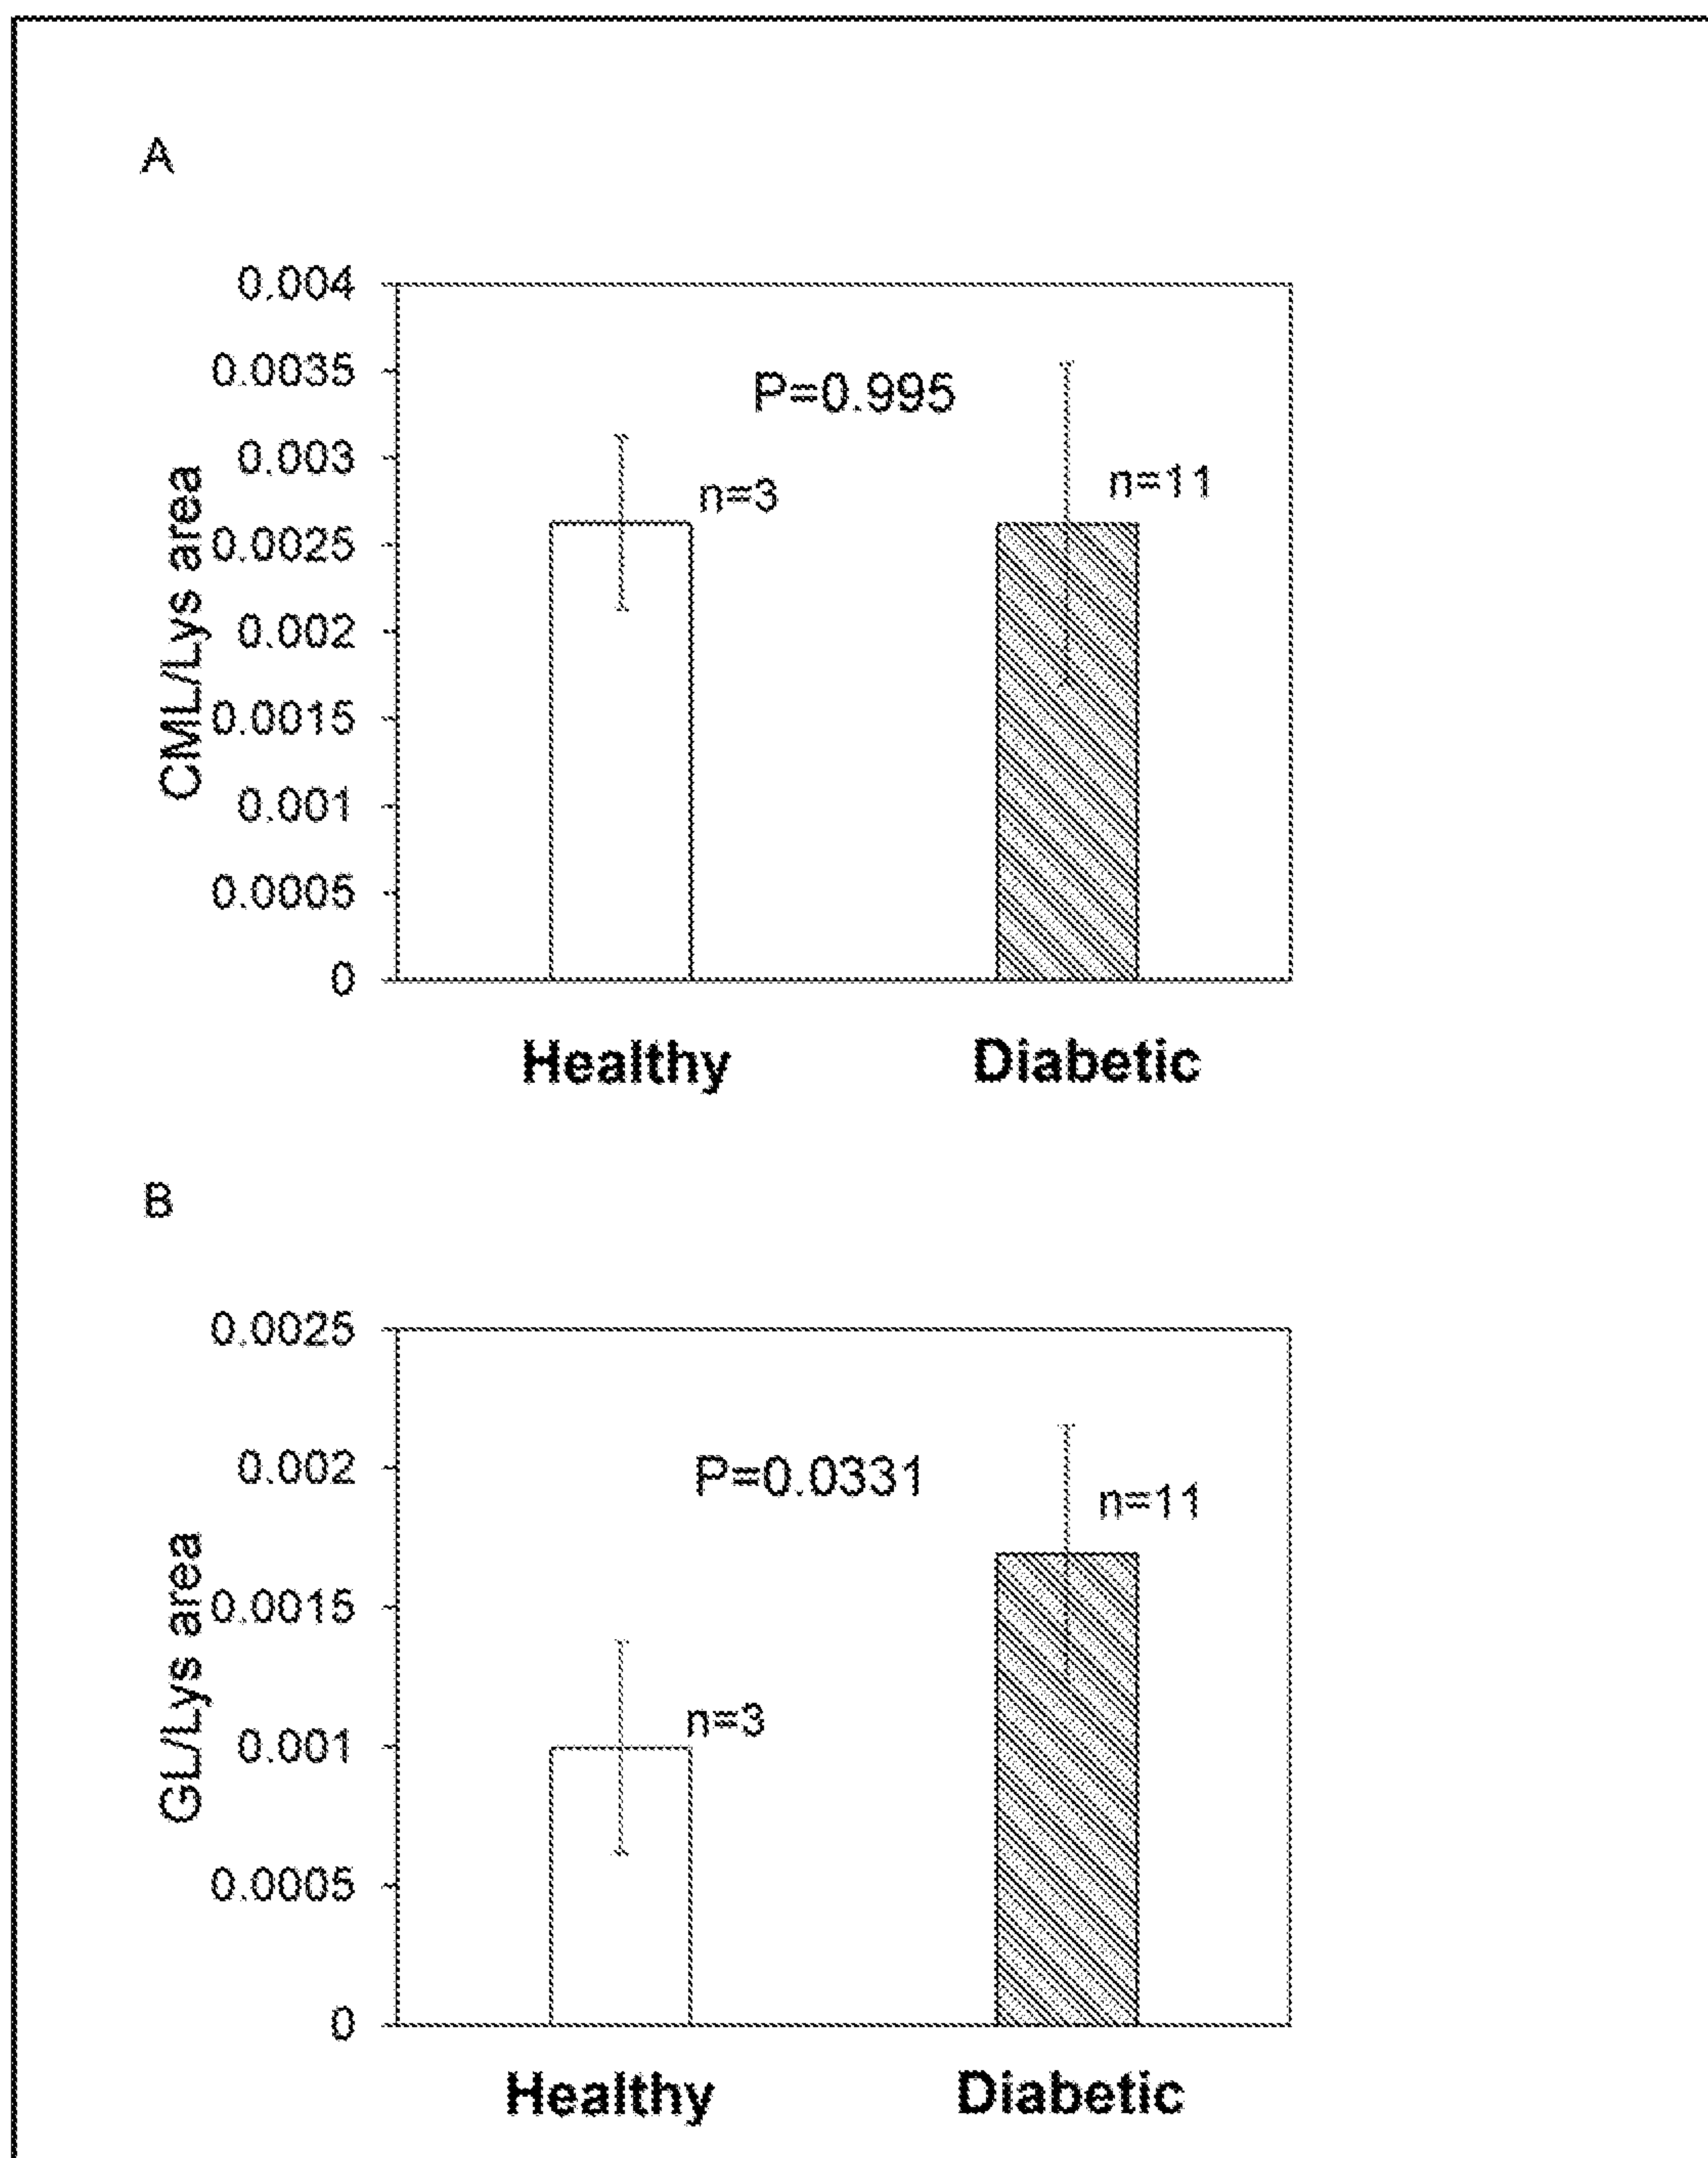 A
0.004
0.0035
0.003
0.0025
0.002
0.0015
0.001
0.0005
0
CML/Lys area
P=0.995
n=3
n=11
Healthy Diabetic
B
0.0025
0.002
0.0015
0.001
0.0005
0
GL/Lys area
P=0.0331
n=11
n=3
Healthy Diabetic